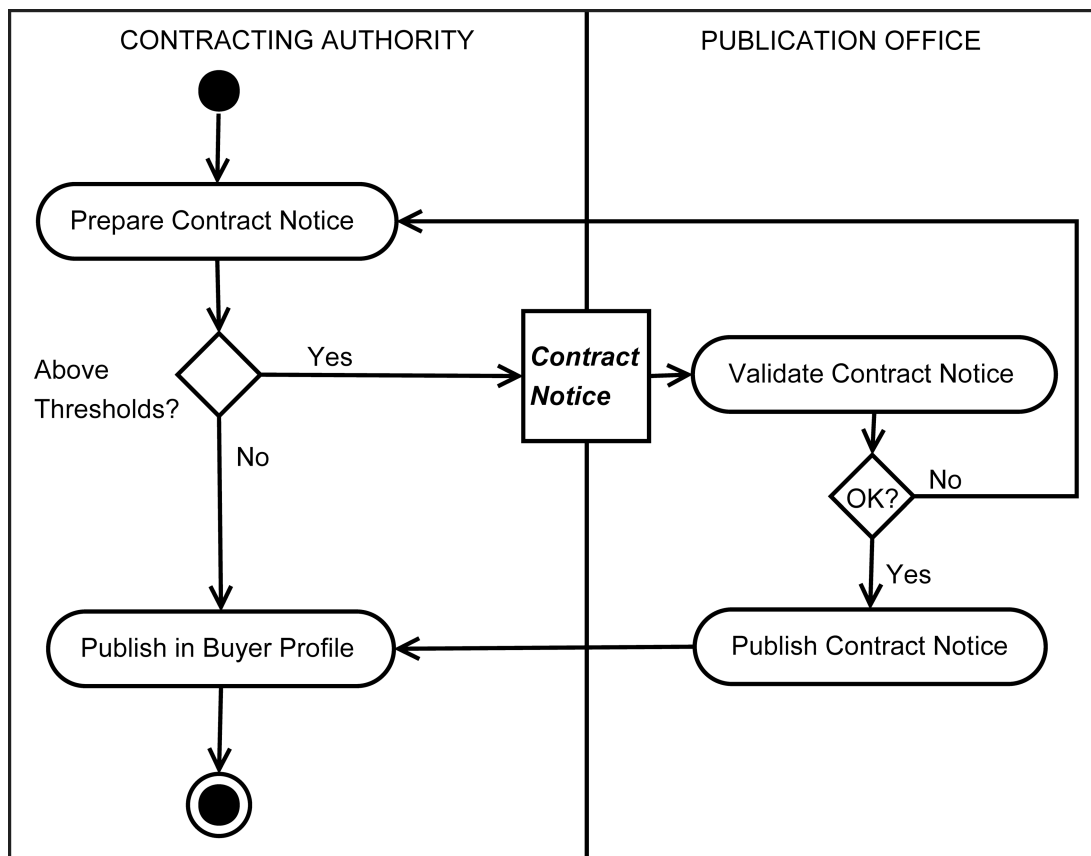 CONTRACTING AUTHORITY
PUBLICATION OFFICE
Prepare Contract Notice
Above
Thresholds?
Yes
Contract
Notice
Validate Contract Notice
No
OK?
No
Yes
Publish in Buyer Profile
Publish Contract Notice